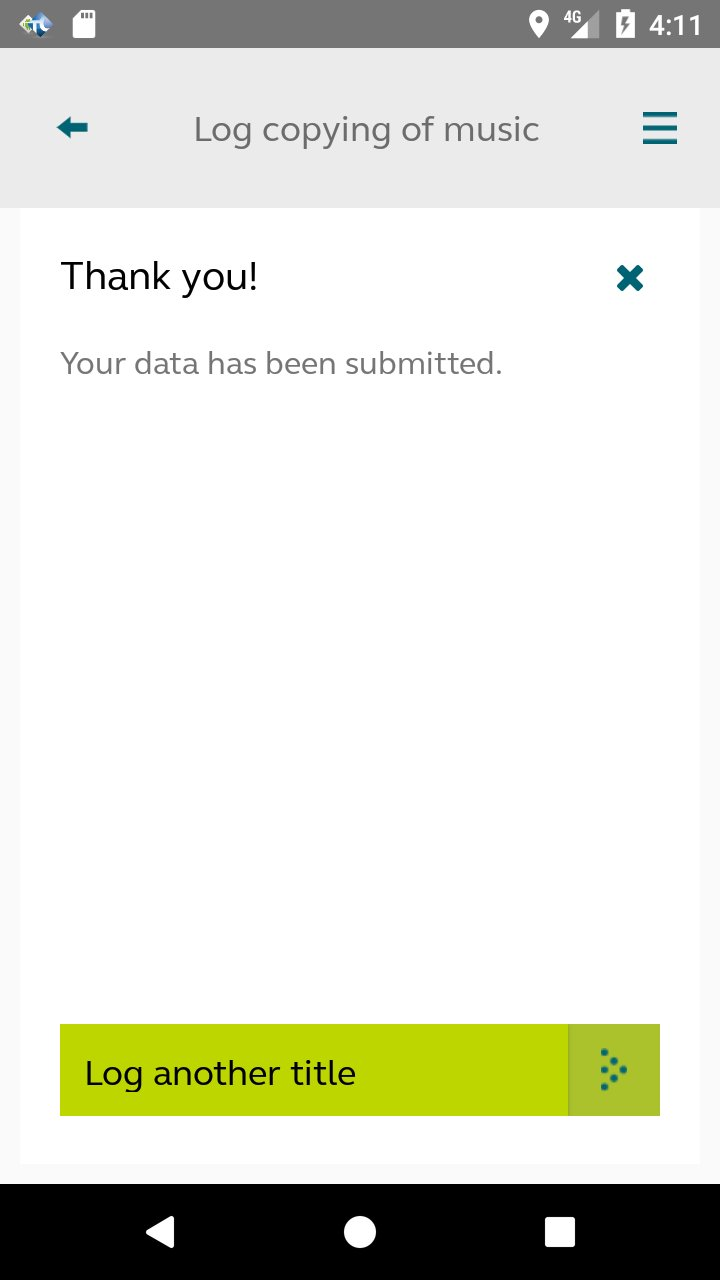 4G 4:11
Log copying of music
Thank you!
Your data has been submitted.
Log another title